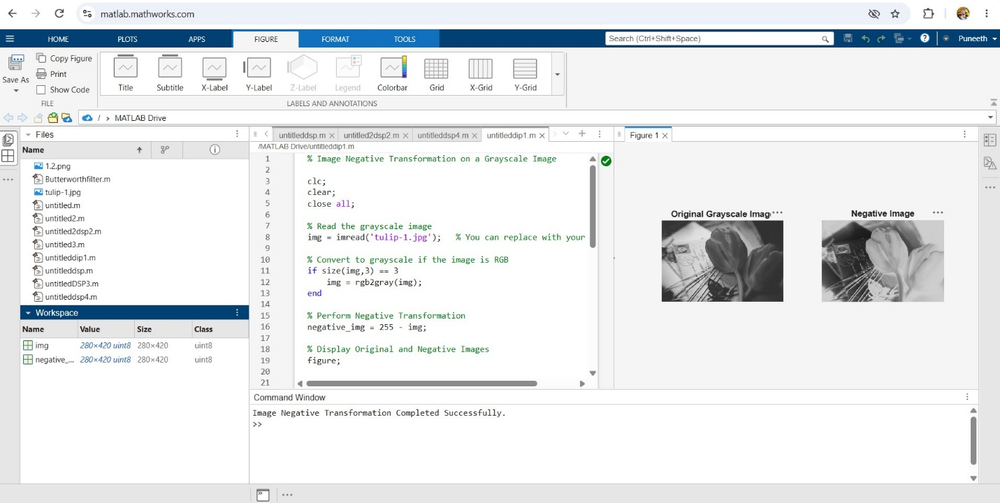 matlab.mathworks.com
HOME PLOTS APPS FIGURE FORMAT TOOLS Search (Ctrl+Shift+Space) Puneeth
Save As
Copy Figure
Print
Show Code
FILE
Title Subtitle X-Label Y-Label Z-Label Legend Colorbar Grid X-Grid Y-Grid
LABELS AND ANNOTATIONS
/ > MATLAB Drive
Files
Name
1.2.png
Butterworthfilter.m
tulip-1.jpg
untitled.m
untitled2.m
untitled2dsp2.m
untitled3.m
untitleddip1.m
untitleddsp.m
untitledDSP3.m
untitleddsp4.m
Workspace
Name Value Size Class
img 280×420 uint8 280×420 uint8
negative_... 280×420 uint8 280×420 uint8
untitleddsp.m untitled2dsp2.m untitleddsp4.m untitleddip1.m
/MATLAB Drive/untitleddip1.m
1 % Image Negative Transformation on a Grayscale Image
2
3 clc;
4 clear;
5 close all;
6
7 % Read the grayscale image
8 img = imread('tulip-1.jpg'); % You can replace with your
9
10 % Convert to grayscale if the image is RGB
11 if size(img,3) == 3
12 img = rgb2gray(img);
13 end
14
15 % Perform Negative Transformation
16 negative_img = 255 - img;
17
18 % Display Original and Negative Images
19 figure;
20
21
Figure 1
Original Grayscale Imag...
Negative Image ...
Command Window
Image Negative Transformation Completed Successfully.
>>